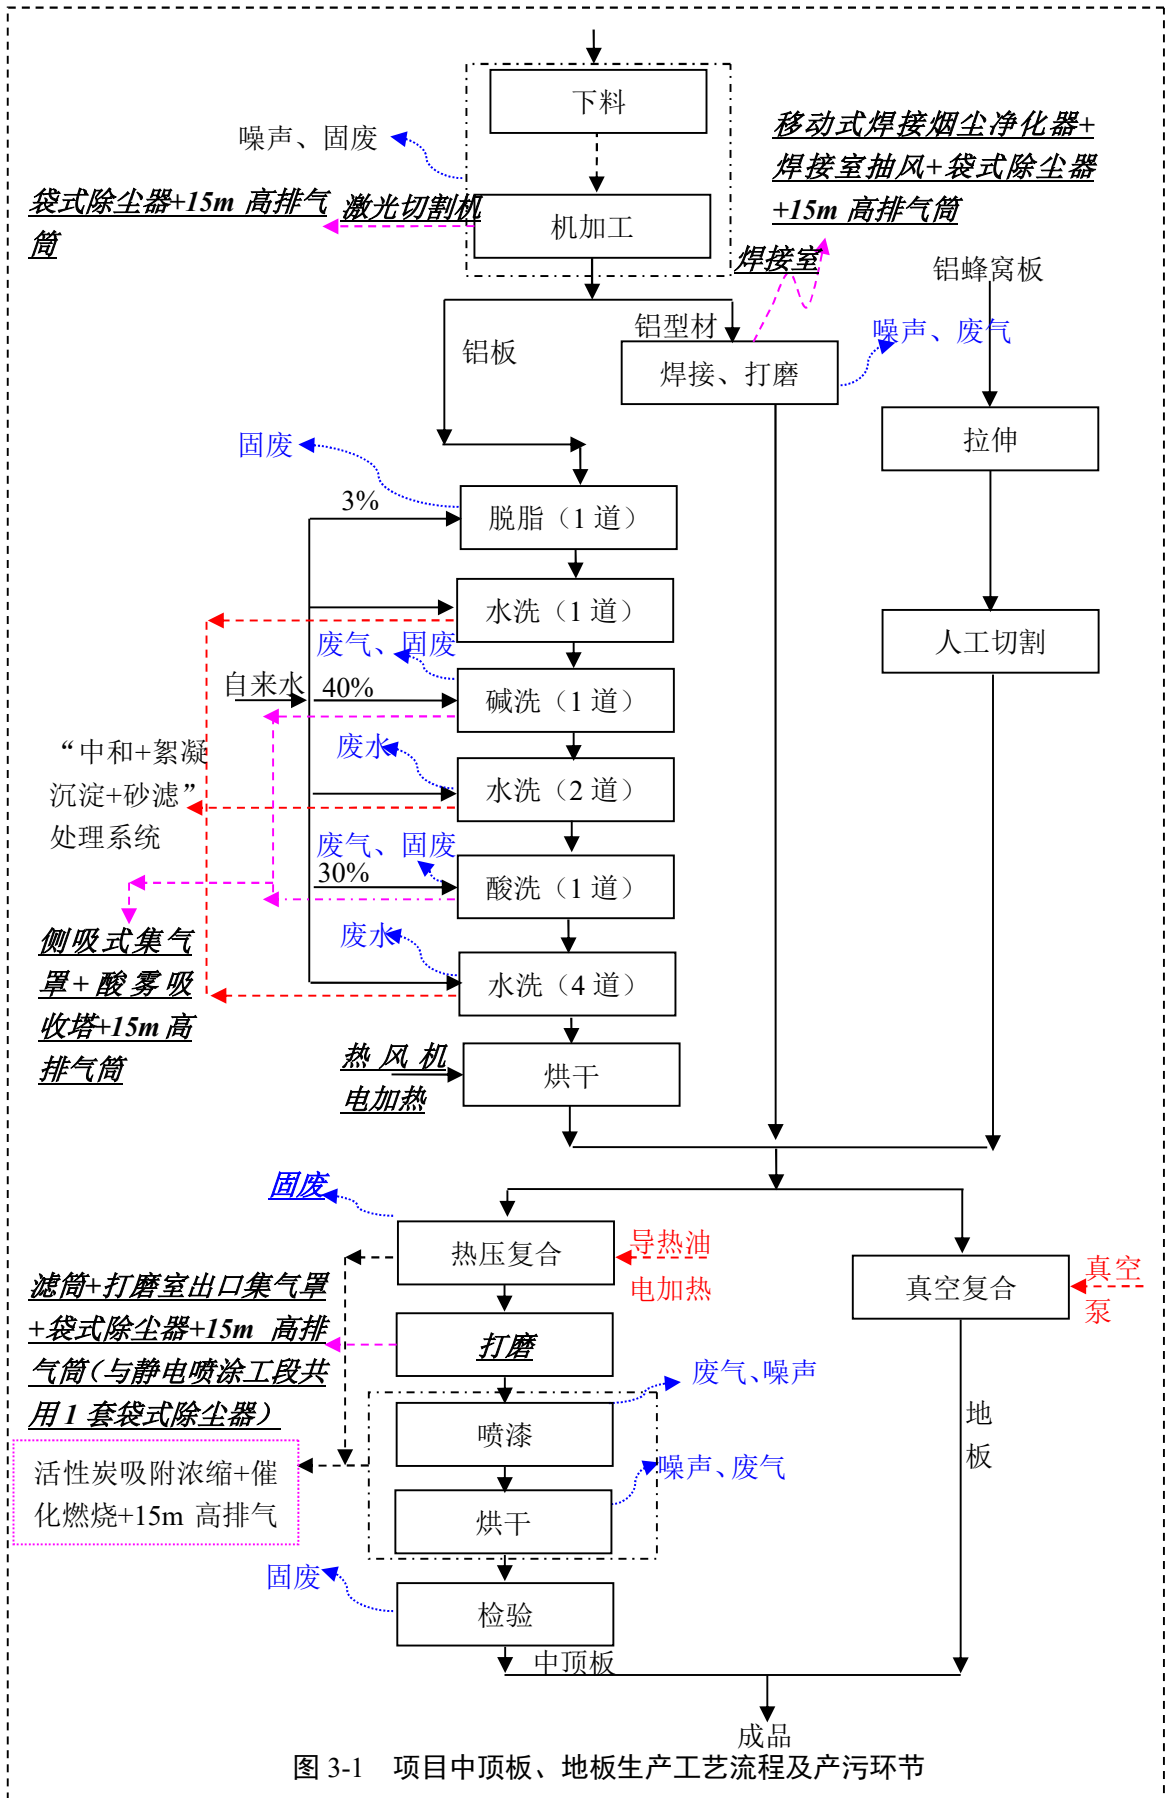 下料
噪声、固废
移动式焊接烟尘净化器+
焊接室抽风+袋式除尘器
+15m 高排气筒
袋式除尘器+15m 高排气
筒
激光切割机
机加工
焊接室
铝蜂窝板
铝型材
噪声、废气
铝板
焊接、打磨
拉伸
固废
3%
脱脂（1 道）
水洗（1 道）
人工切割
废气、固废
自来水
40%
碱洗（1 道）
“中和+絮凝
沉淀+砂滤”
处理系统
废水
水洗（2 道）
废气、固废
30%
酸洗（1 道）
侧吸式集气
罩+酸雾吸
收塔+15m 高
排气筒
废水
水洗（4 道）
热风机
电加热
烘干
固废
热压复合
导热油
电加热
真空复合
真空
泵
滤筒+打磨室出口集气罩
+袋式除尘器+15m 高排
气筒（与静电喷涂工段共
用 1 套袋式除尘器）
打磨
废气、噪声
喷漆
地
板
活性炭吸附浓缩+催
化燃烧+15m 高排气
噪声、废气
烘干
固废
检验
中顶板
成品
图 3-1 项目中顶板、地板生产工艺流程及产污环节